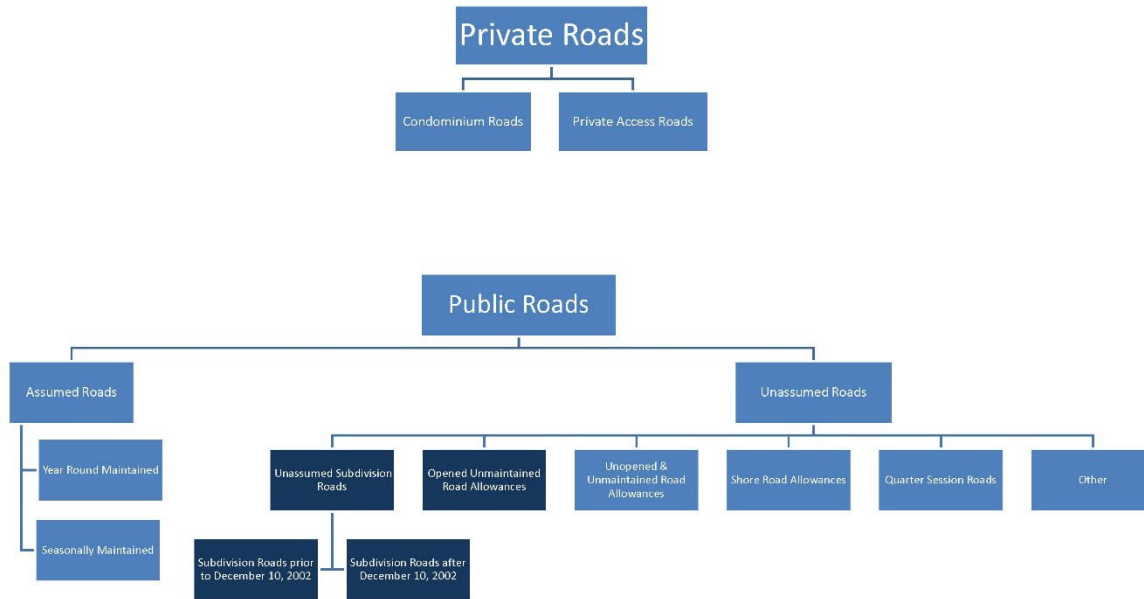 Private Roads
Condominium Roads
Private Access Roads
Public Roads
Assumed Roads
Unassumed Roads
Year Round Maintained
Seasonally Maintained
Unassumed Subdivision
Roads
Opened Unmaintained
Road Allowances
Unopened &
Unmaintained Road
Allowances
Shore Road Allowances
Quarter Session Roads
Other
Subdivision Roads prior
to December 10, 2002
Subdivision Roads after
December 10, 2002